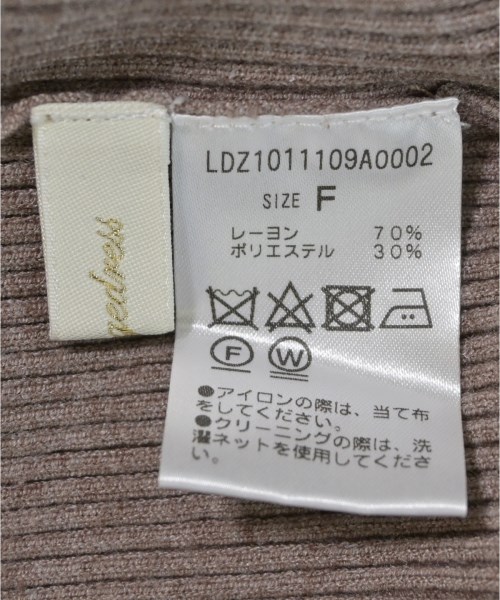 LDZ1011109A0002
SIZE F
レーヨン 70%
ポリエステル 30%
F W
●アイロンの際は、当て布
をしてください。
●クリーニングの際は、洗
濯ネットを使用してくださ
い。